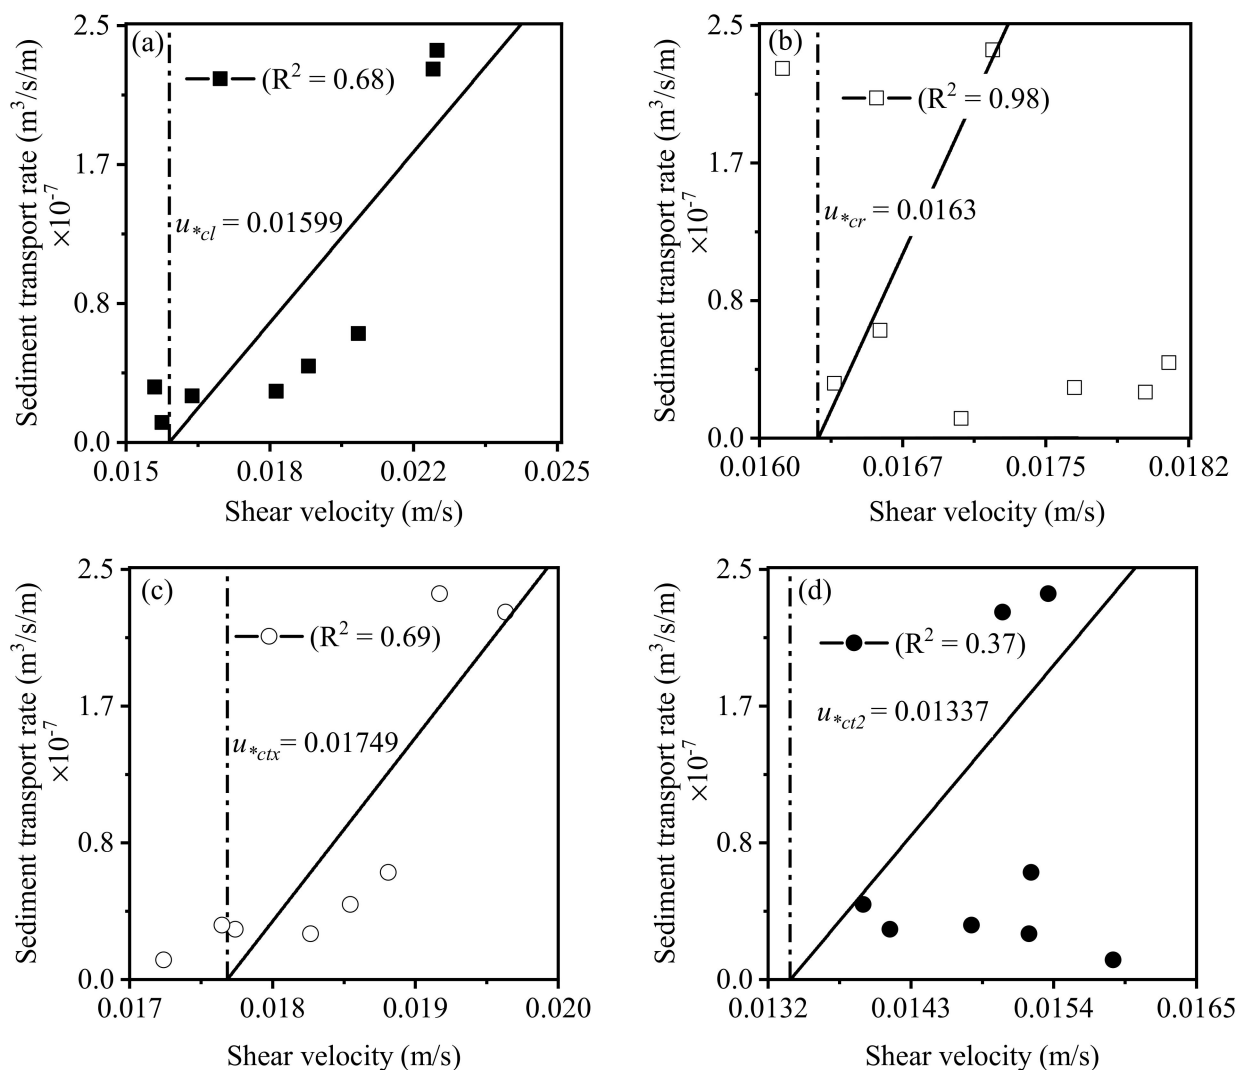 (a)
(R² = 0.68)
u*cl = 0.01599
2.5
1.7
0.8
0.0
0.015
0.018
0.022
0.025
Sediment transport rate (m³/s/m)
×10⁻⁷
Shear velocity (m/s)
(b)
(R² = 0.98)
u*cr = 0.0163
2.5
1.7
0.8
0.0
0.0160
0.0167
0.0175
0.0182
Sediment transport rate (m³/s/m)
×10⁻⁷
Shear velocity (m/s)
(c)
(R² = 0.69)
u*ctx = 0.01749
2.5
1.7
0.8
0.0
0.017
0.018
0.019
0.020
Sediment transport rate (m³/s/m)
×10⁻⁷
Shear velocity (m/s)
(d)
(R² = 0.37)
u*ct2 = 0.01337
2.5
1.7
0.8
0.0
0.0132
0.0143
0.0154
0.0165
Sediment transport rate (m³/s/m)
×10⁻⁷
Shear velocity (m/s)